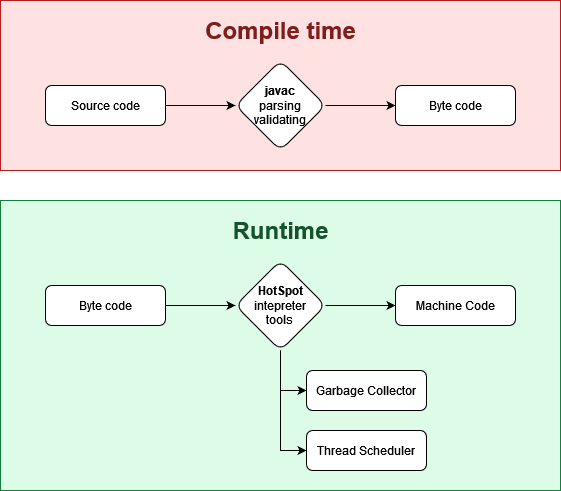 Compile time
Source code
javac
parsing
validating
Byte code
Runtime
Byte code
HotSpot
intepreter
tools
Machine Code
Garbage Collector
Thread Scheduler